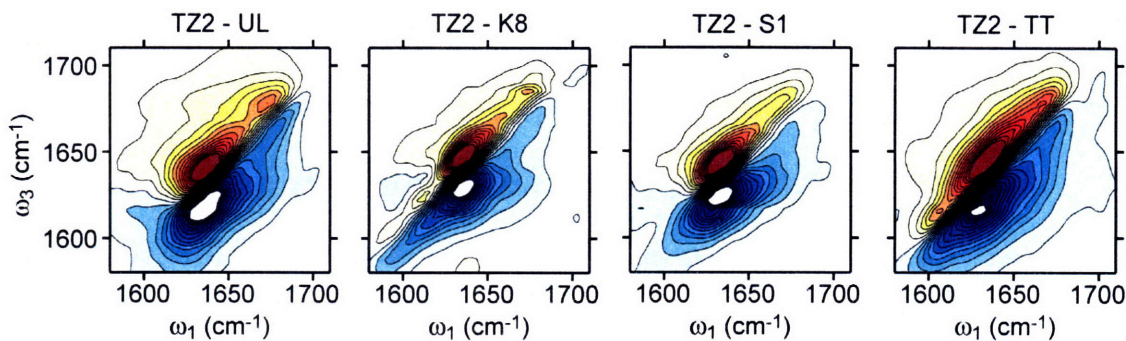 TZ2 - UL TZ2 - K8 TZ2 - S1 TZ2 - TT
1700
1650
1600
ω3 (cm-1)
1600 1650 1700 1600 1650 1700 1600 1650 1700 1600 1650 1700
ω1 (cm-1) ω1 (cm-1) ω1 (cm-1) ω1 (cm-1)